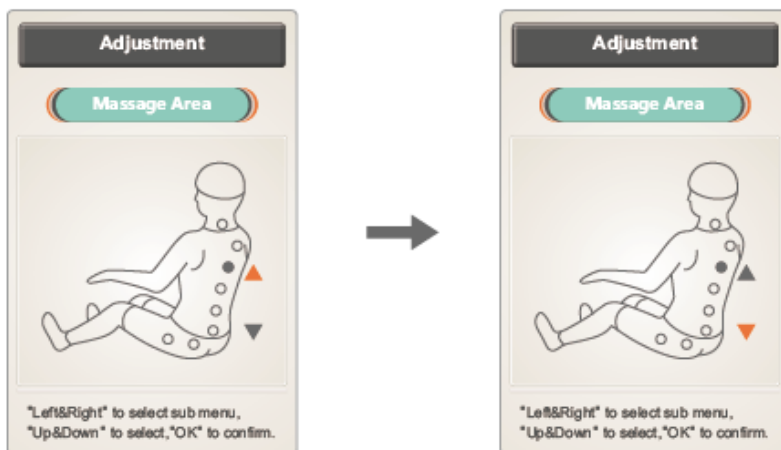 Adjustment
Massage Area
"Left&Right" to select sub menu,
"Up&Down" to select,"OK" to confirm.
Adjustment
Massage Area
"Left&Right" to select sub menu,
"Up&Down" to select,"OK" to confirm.